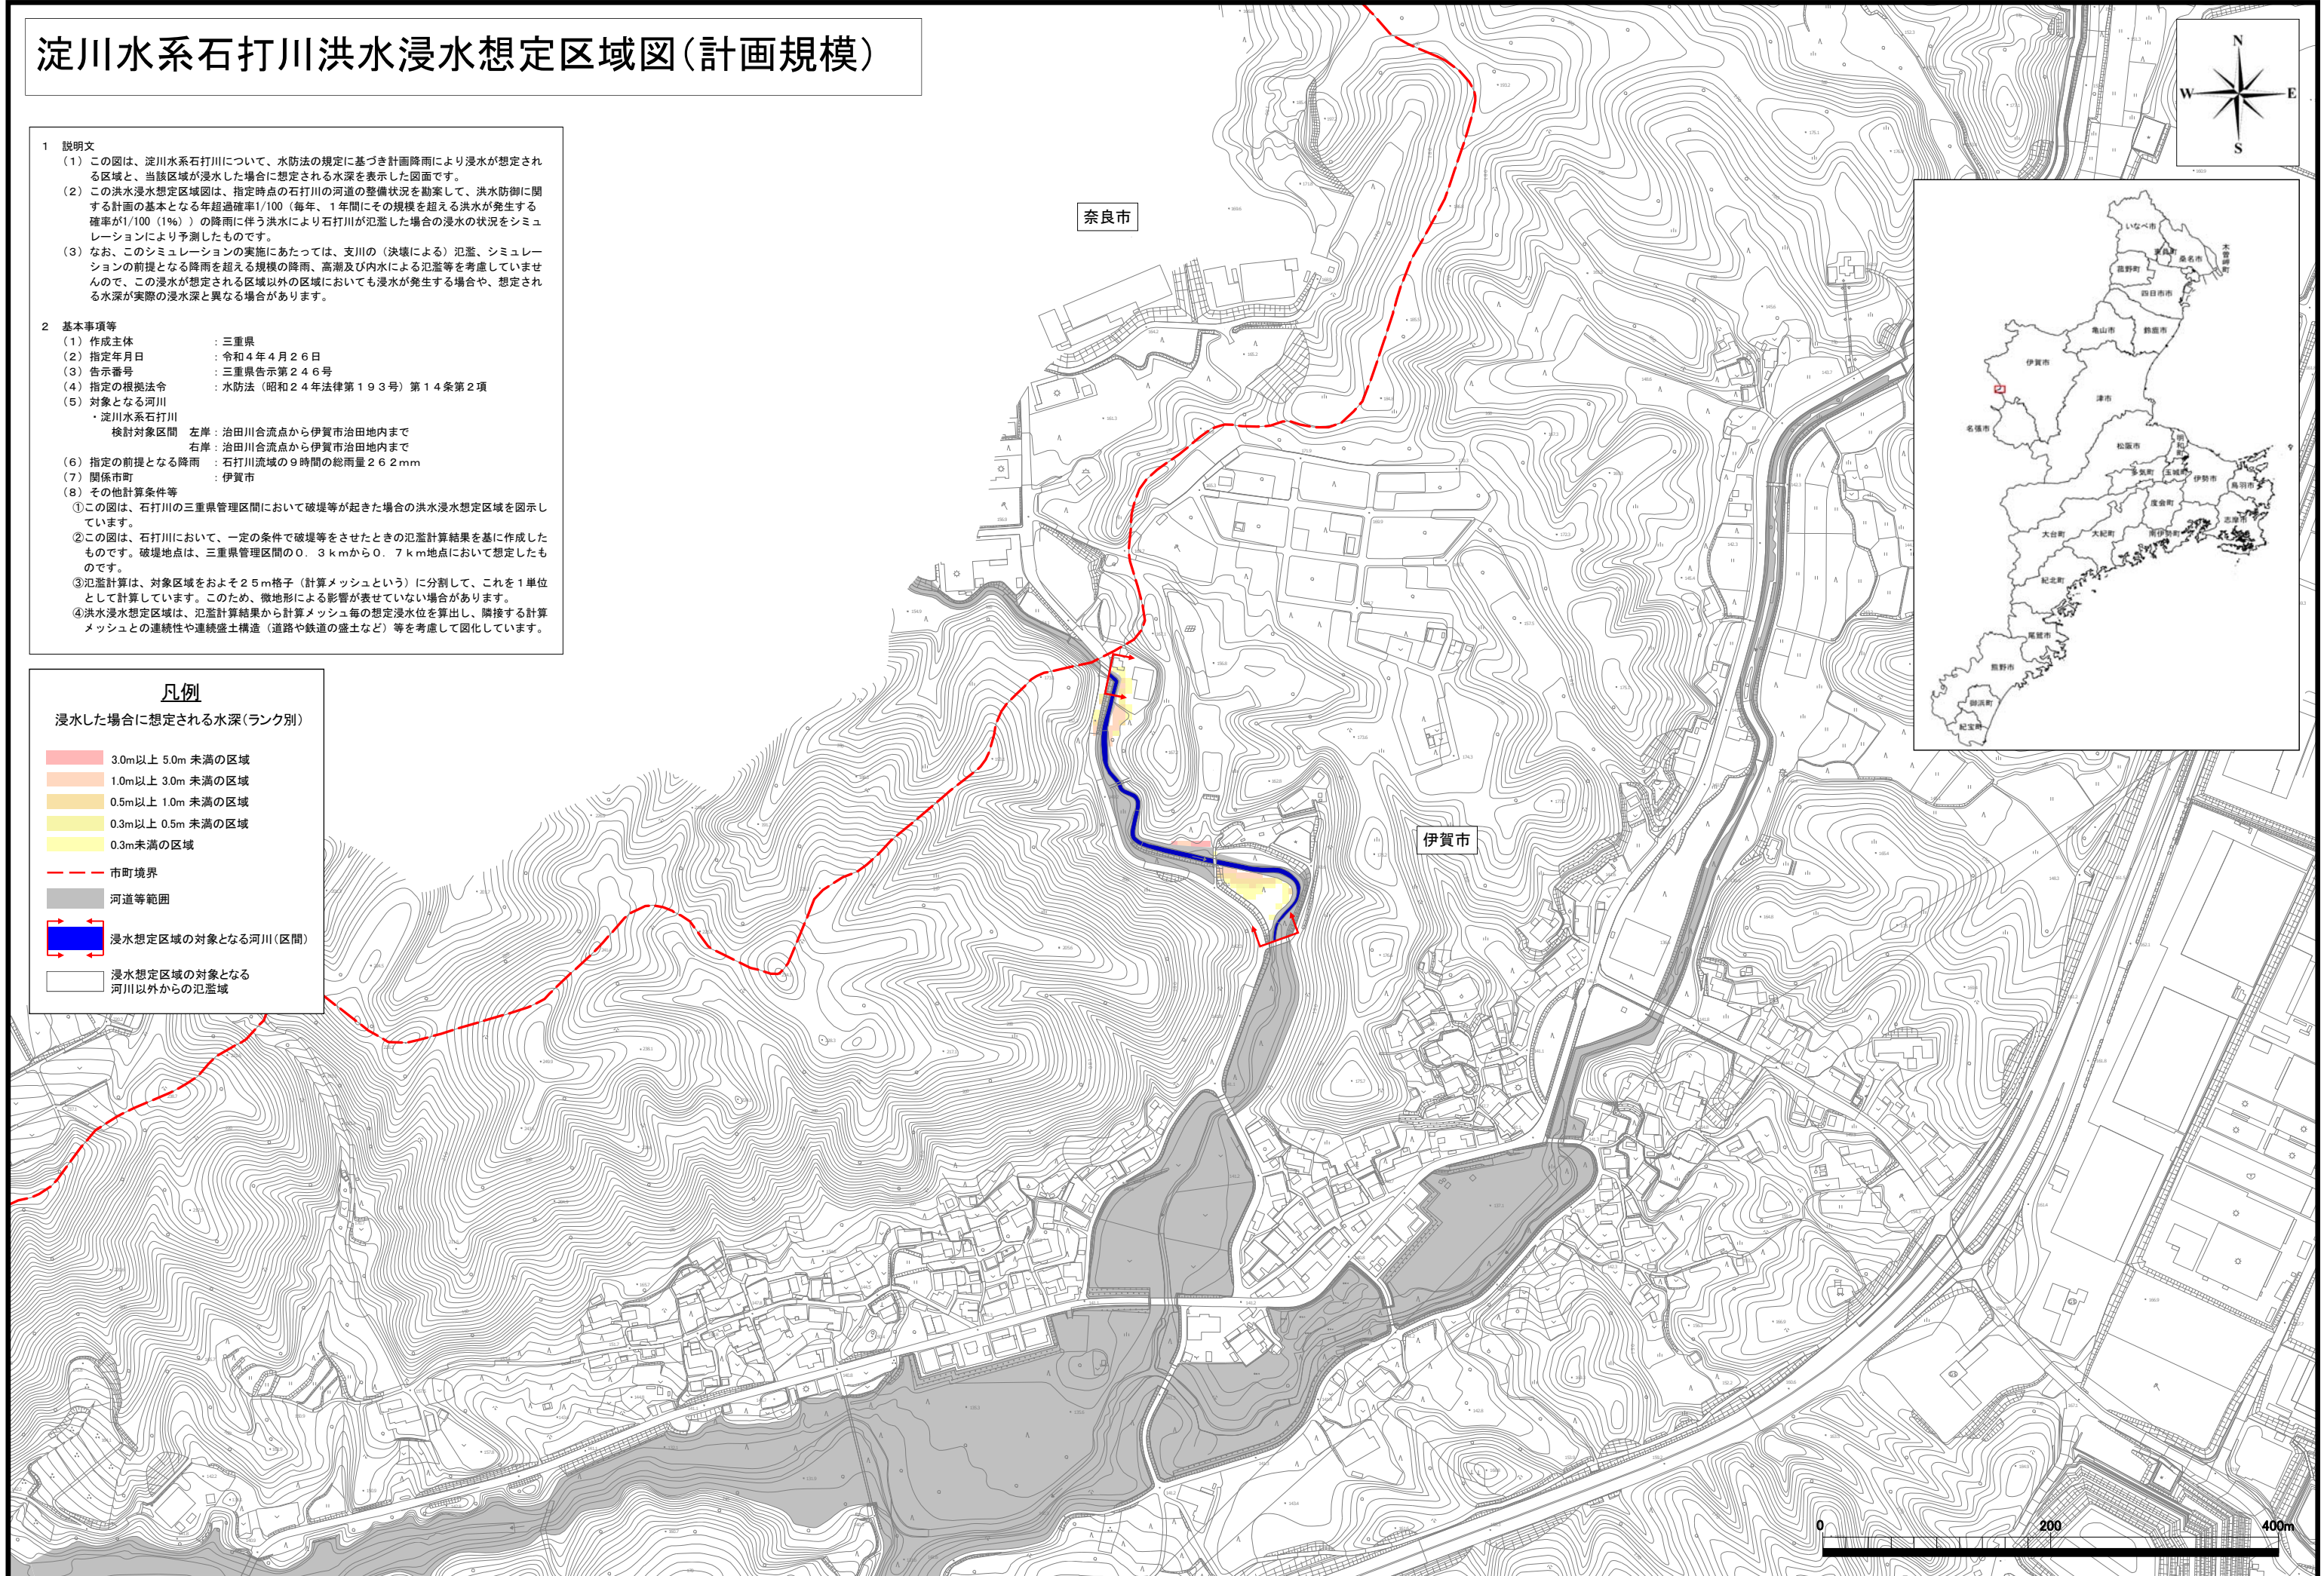 淀川水系石打川洪水浸水想定区域図(計画規模)
1 説明文
(1)この図は、淀川水系石打川について、水防法の規定に基づき計画降雨により浸水が想定され
る区域と、当該区域が浸水した場合に想定される水深を表示した図面です。
(2)この洪水浸水想定区域図は、指定時点の石打川の河道の整備状況を勘案して、洪水防御に関
する計画の基本となる年超過確率1/100(毎年、1年間にその規模を超える洪水が発生する
確率が1/100(1%))の降雨に伴う洪水により石打川が氾濫した場合の浸水の状況をシミュ
レーションにより予測したものです。
(3)なお、このシミュレーションの実施にあたっては、支川の(決壊による)氾濫、シミュレー
ションの前提となる降雨を超える規模の降雨、高潮及び内水による氾濫等を考慮していませ
んので、この浸水が想定される区域以外の区域においても浸水が発生する場合や、想定され
る水深が実際の浸水深と異なる場合があります。
2 基本事項等
(1)作成主体 :三重県
(2)指定年月日 :令和4年4月26日
(3)告示番号 :三重県告示第246号
(4)指定の根拠法令 :水防法(昭和24年法律第193号)第14条第2項
(5)対象となる河川
・淀川水系石打川
検討対象区間 左岸:治田川合流点から伊賀市治田地内まで
右岸:治田川合流点から伊賀市治田地内まで
(6)指定の前提となる降雨 :石打川流域の9時間の総雨量262mm
(7)関係市町 :伊賀市
(8)その他計算条件等
①この図は、石打川の三重県管理区間において破堤等が起きた場合の洪水浸水想定区域を図示し
ています。
②この図は、石打川において、一定の条件で破堤等をさせたときの氾濫計算結果を基に作成した
ものです。破堤地点は、三重県管理区間の0.3kmから0.7km地点において想定したも
のです。
③氾濫計算は、対象区域をおよそ25m格子(計算メッシュという)に分割して、これを1単位
として計算しています。このため、微地形による影響が表せていない場合があります。
④洪水浸水想定区域は、氾濫計算結果から計算メッシュ毎の想定浸水位を算出し、隣接する計算
メッシュとの連続性や連続盛土構造(道路や鉄道の盛土など)等を考慮して図化しています。
凡例
浸水した場合に想定される水深(ランク別)
3.0m以上 5.0m 未満の区域
1.0m以上 3.0m 未満の区域
0.5m以上 1.0m 未満の区域
0.3m以上 0.5m 未満の区域
0.3m未満の区域
市町境界
河道等範囲
浸水想定区域の対象となる河川(区間)
浸水想定区域の対象となる
河川以外からの氾濫域
奈良市
伊賀市
N
W
E
S
いなべ市
東員町
桑名市
木曽岬町
菰野町
四日市市
亀山市
鈴鹿市
伊賀市
津市
名張市
松阪市
明和町
多気町
玉城町
伊勢市
鳥羽市
度会町
志摩市
大台町
大紀町
南伊勢町
紀北町
尾鷲市
熊野市
御浜町
紀宝町
0
200
400m